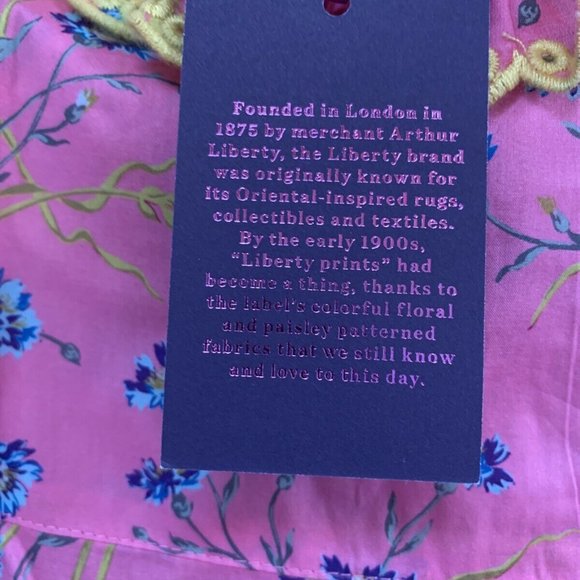 Founded in London in
1875 by merchant Arthur
Liberty, the Liberty brand
was originally known for
its Oriental-inspired rugs,
collectibles and textiles.
By the early 1900s,
“Liberty prints” had
become a thing, thanks to
the label's colorful floral
and paisley patterned
fabrics that we still know
and love to this day.